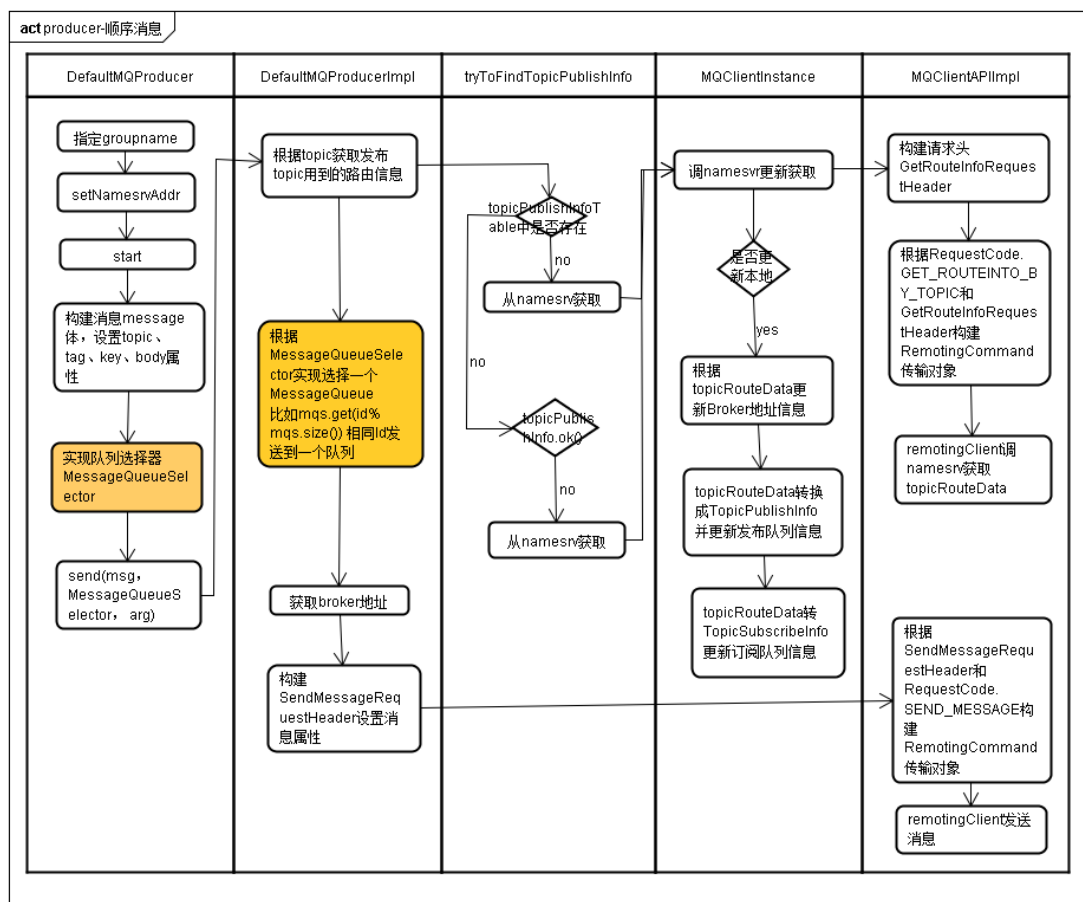 act producer-顺序消息
DefaultMQProducer
DefaultMQProducerImpl
tryToFindTopicPublishInfo
MQClientInstance
MQClientAPIImpl
指定groupname
setNamesrvAddr
start
构建消息message
体，设置topic、
tag、key、body属
性
实现队列选择器
MessageQueueSel
ector
send(msg，
MessageQueueS
elector， arg)
根据topic获取发布
topic用到的路由信息
根据
MessageQueueSele
ctor实现选择一个
MessageQueue
比如mqs.get(id%
mqs.size()) 相同Id发
送到一个队列
获取broker地址
构建
SendMessageReq
uestHeader设置消
息属性
topicPublishInfoT
able中是否存在
no
从namesrv获取
no
topicPublis
hInfo.ok()
no
从namesrv获取
调namesvr更新获取
是否更
新本地
yes
根据
topicRouteData更
新Broker地址信息
topicRouteData转换
成TopicPublishInfo
并更新发布队列信息
topicRouteData转
TopicSubscribeInfo
更新订阅队列信息
构建请求头
GetRouteInfoReques
tHeader
根据RequestCode.
GET_ROUTEINTO_B
Y_TOPIC和
GetRouteInfoReques
tHeader构建
RemotingCommand
传输对象
remotingClient调
namesrv获取
topicRouteData
根据
SendMessageRequ
estHeader和
RequestCode.
SEND_MESSAGE构
建
RemotingCommand
传输对象
remotingClient发送
消息